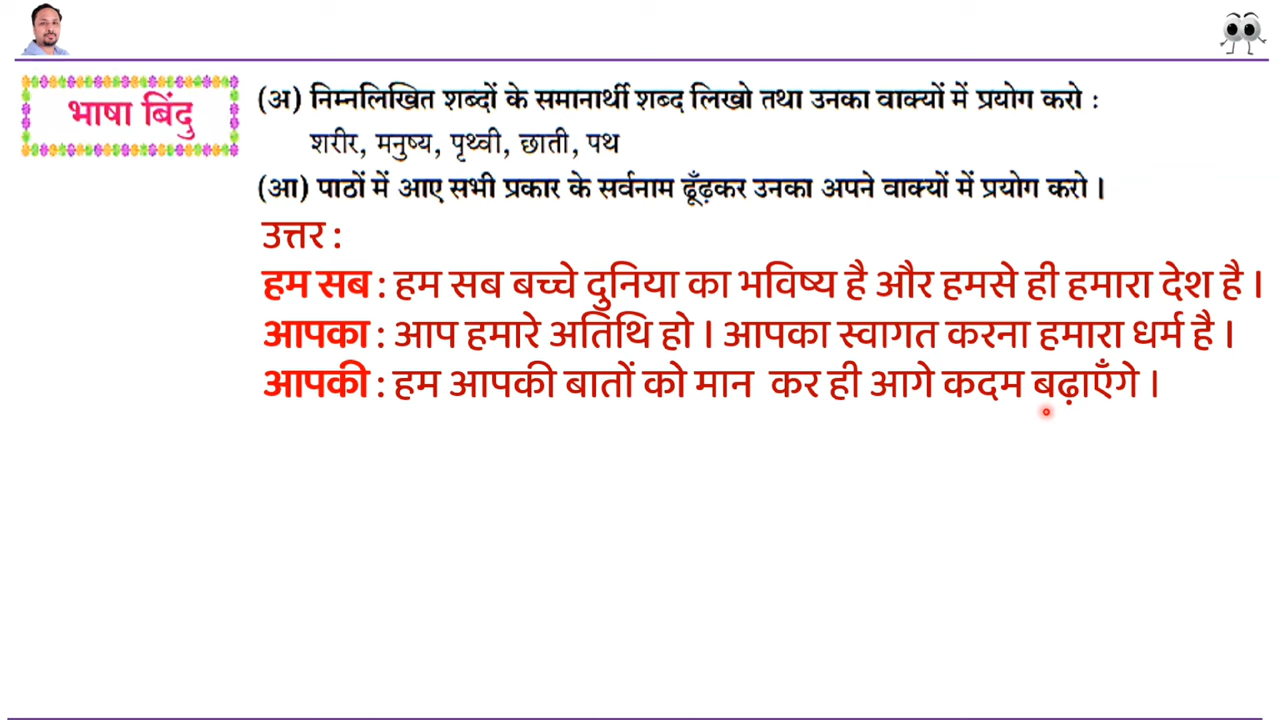 भाषा बिंदु
(अ) निम्नलिखित शब्दों के समानार्थी शब्द लिखो तथा उनका वाक्यों में प्रयोग करो :
शरीर, मनुष्य, पृथ्वी, छाती, पथ
(आ) पाठों में आए सभी प्रकार के सर्वनाम ढूँढ़कर उनका अपने वाक्यों में प्रयोग करो ।
उत्तर :
हम सब : हम सब बच्चे दुनिया का भविष्य है और हमसे ही हमारा देश है ।
आपका : आप हमारे अतिथि हो । आपका स्वागत करना हमारा धर्म है ।
आपकी : हम आपकी बातों को मान कर ही आगे कदम बढ़ाएँगे ।